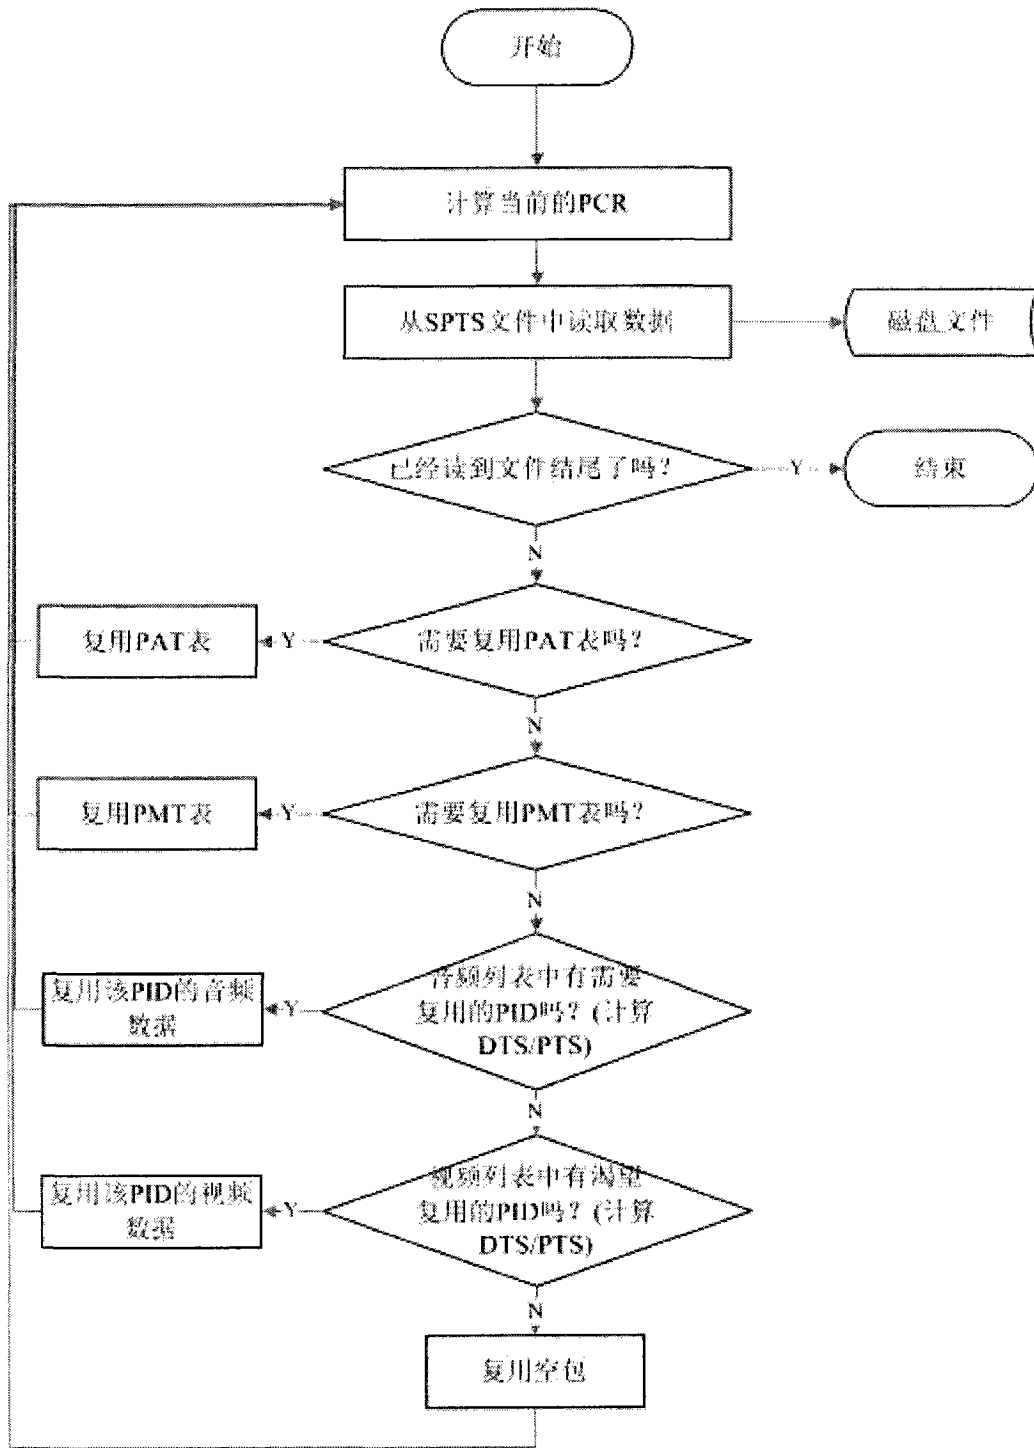 开始
计算当前的PCR
从SPTS文件中读取数据
磁盘文件
已经读到文件结尾了吗?
Y
结束
N
复用PAT表
Y
需要复用PAT表吗?
N
复用PMT表
Y
需要复用PMT表吗?
N
复用该PID的音频
数据
Y
音频列表中有需要
复用的PID吗? (计算
DTS/PTS)
N
复用该PID的视频
数据
Y
视频列表中有渴望
复用的PID吗? (计算
DTS/PTS)
N
复用空包